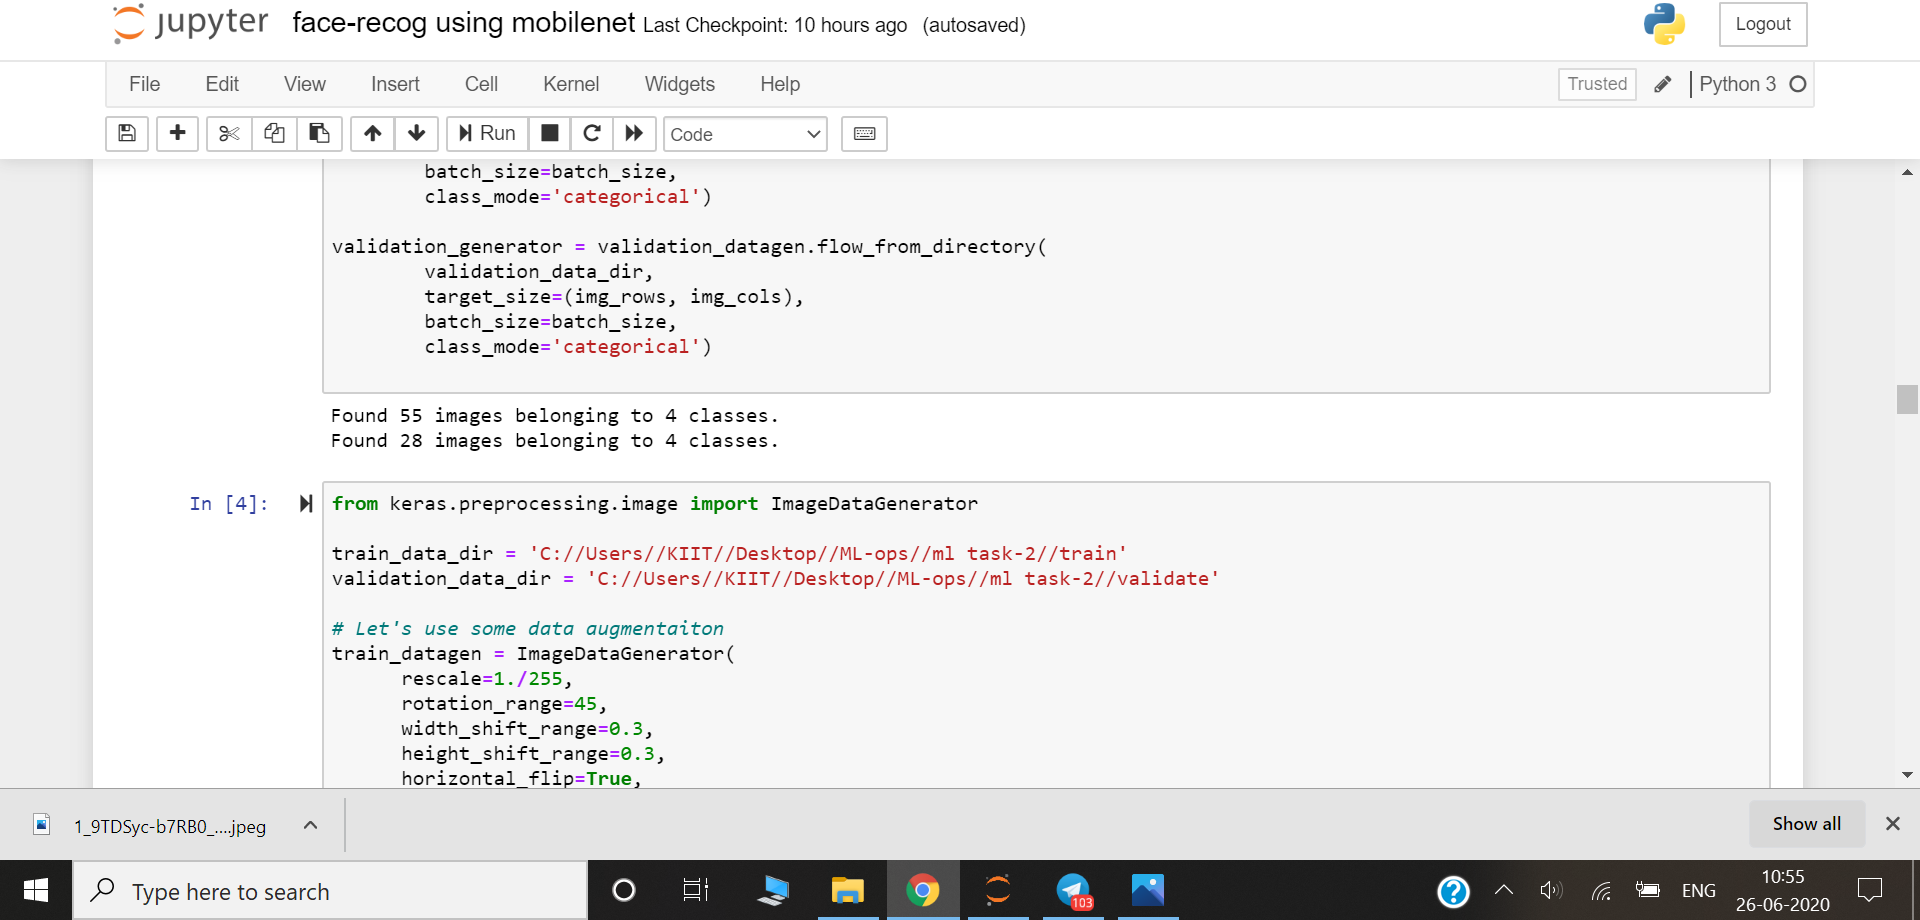 jupyter face-recog using mobilenet Last Checkpoint: 10 hours ago (autosaved) Logout
File Edit View Insert Cell Kernel Widgets Help Trusted Python 3
Run Code
batch_size=batch_size,
class_mode='categorical')
validation_generator = validation_datagen.flow_from_directory(
validation_data_dir,
target_size=(img_rows, img_cols),
batch_size=batch_size,
class_mode='categorical')
Found 55 images belonging to 4 classes.
Found 28 images belonging to 4 classes.
In [4]: from keras.preprocessing.image import ImageDataGenerator
train_data_dir = 'C://Users//KIIT//Desktop//ML-ops//ml task-2//train'
validation_data_dir = 'C://Users//KIIT//Desktop//ML-ops//ml task-2//validate'
# Let's use some data augmentaiton
train_datagen = ImageDataGenerator(
rescale=1./255,
rotation_range=45,
width_shift_range=0.3,
height_shift_range=0.3,
horizontal_flip=True,
1_9TDSyc-b7RB0_....jpeg Show all
Type here to search 103 ENG 10:55
26-06-2020